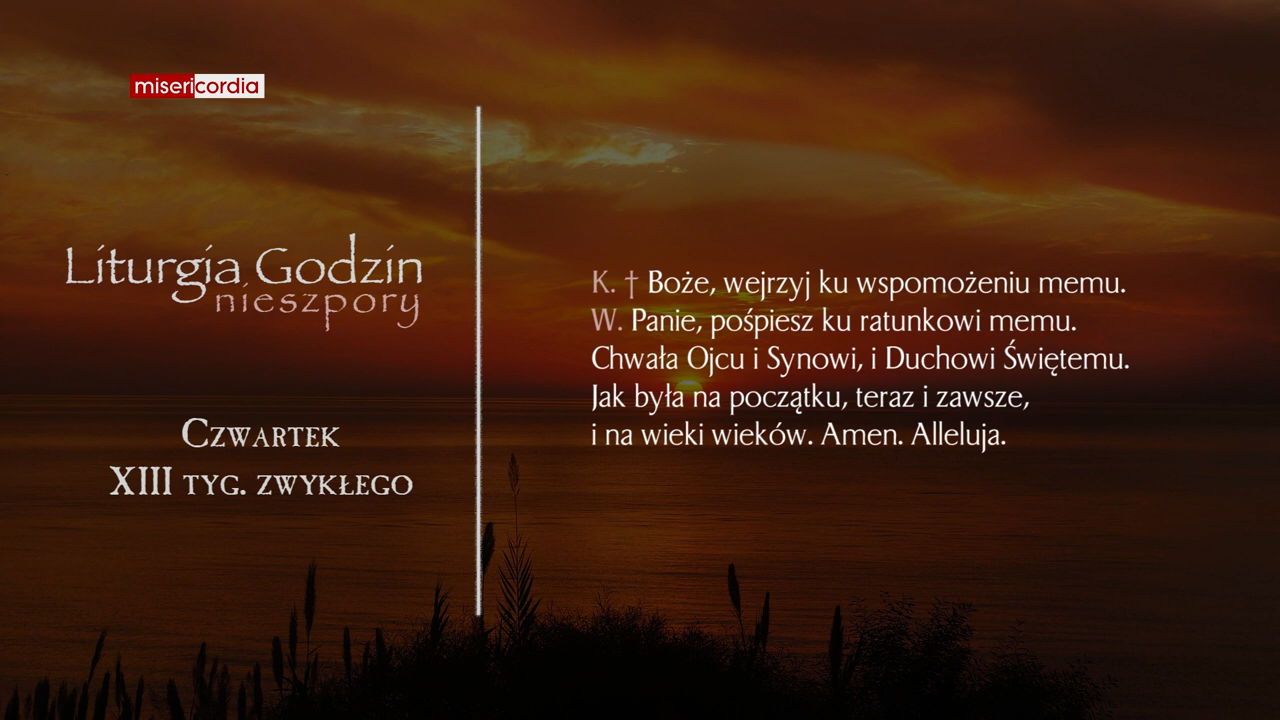 misericordia
Liturgia Godzin
nieszpory
Czwartek
XIII tyg. zwykłego
K. † Boże, wejrzyj ku wspomożeniu memu.
W. Panie, pośpiesz ku ratunkowi memu.
Chwała Ojcu i Synowi, i Duchowi Świętemu.
Jak była na początku, teraz i zawsze,
i na wieki wieków. Amen. Alleluja.